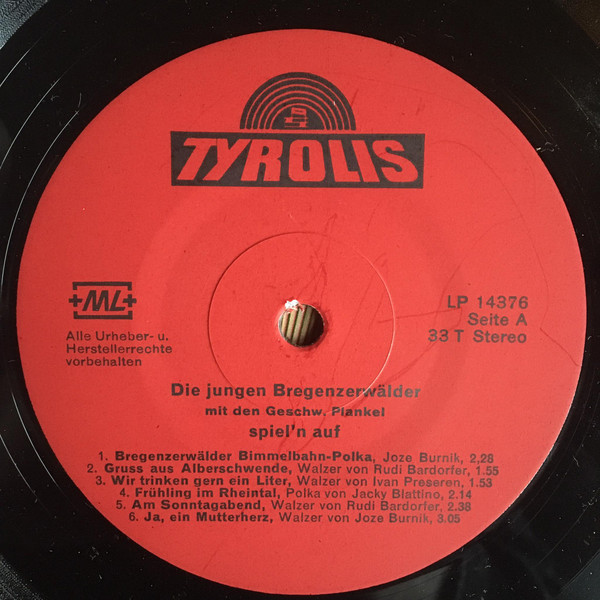 TYROLIS
+ML+
Alle Urheber- u.
Herstellerrechte
vorbehalten
LP 14376
Seite A
33 T Stereo
Die jungen Bregenzerwälder
mit den Geschw. Plankel
spiel'n auf
1. Bregenzerwälder Bimmelbahn-Polka, Joze Burnik, 2,28
2. Gruss aus Alberschwende, Walzer von Rudi Bardorfer, 1.55
3. Wir trinken gern ein Liter, Walzer von Ivan Preseren, 1.53
4. Frühling im Rheintal, Polka von Jacky Blattino, 2.14
5. Am Sonntagabend, Walzer von Rudi Bardorfer, 2.38
6. Ja, ein Mutterherz, Walzer von Joze Burnik, 3.05